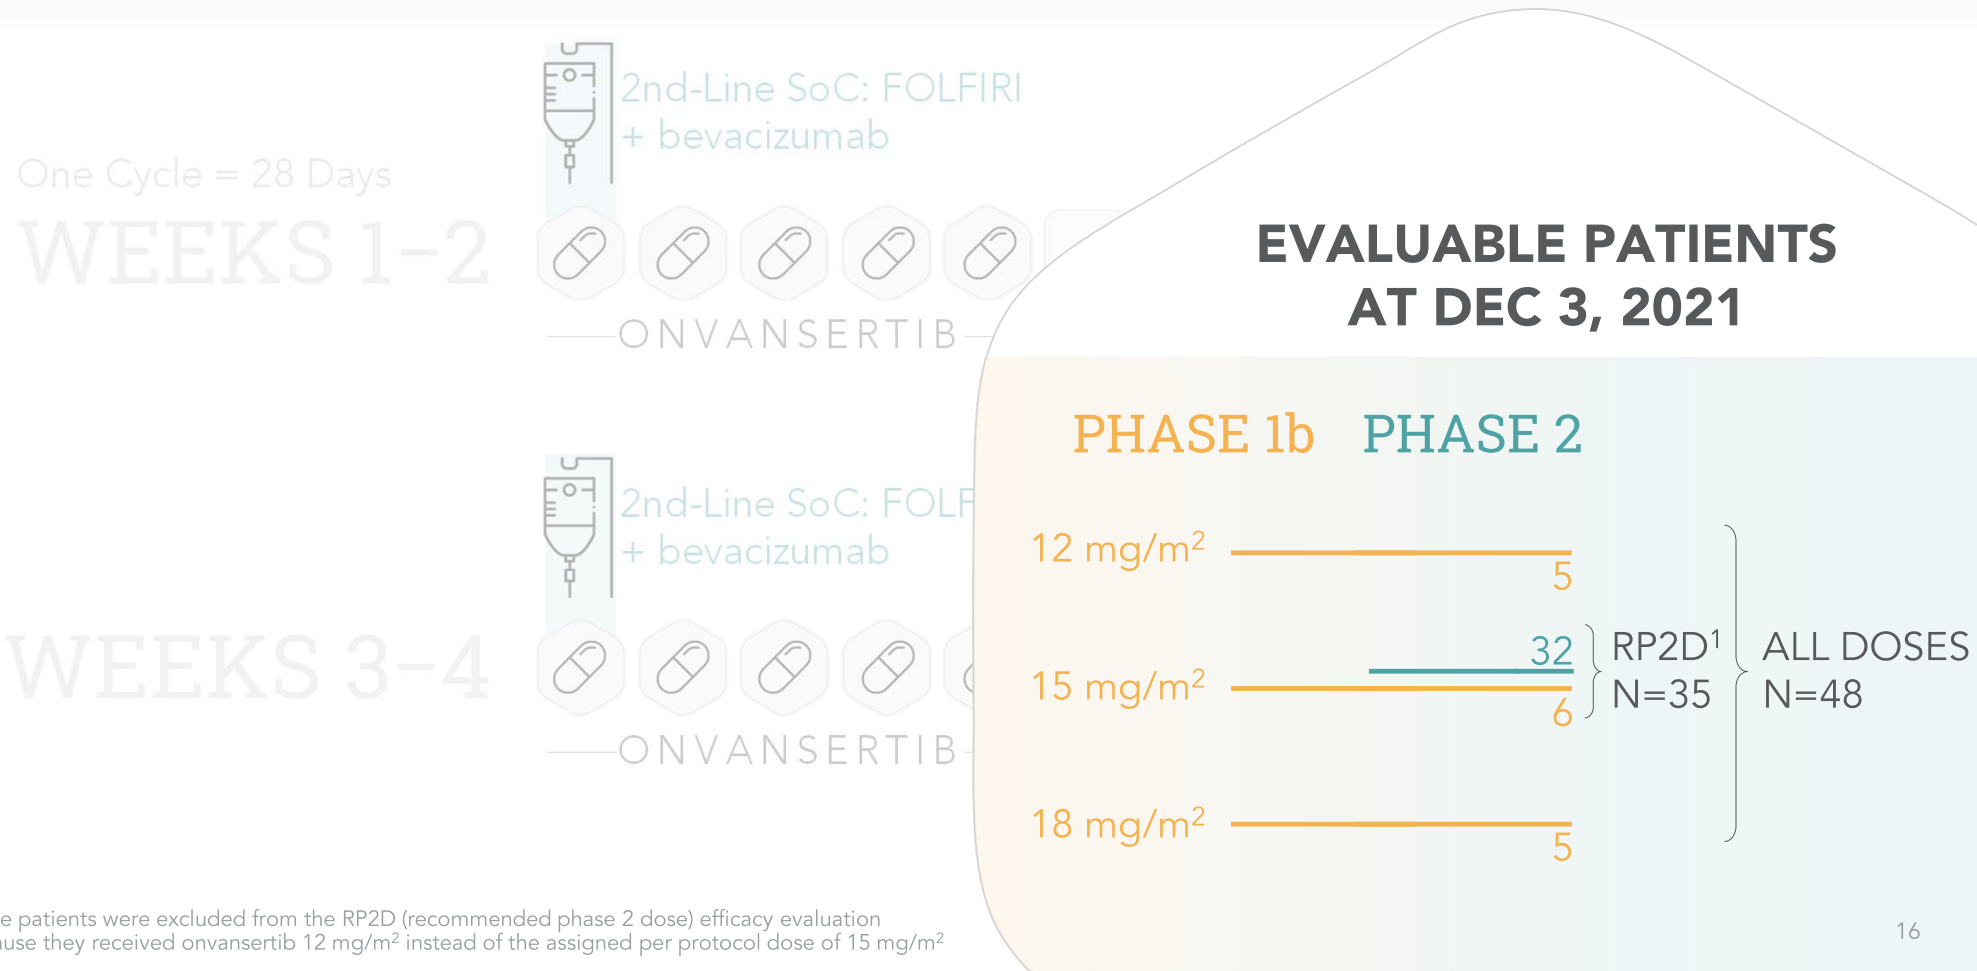 2nd-Line SoC: FOLFIRI
+ bevacizumab
One Cycle = 28 Days
WEEKS 1–2
ONVANSERTIB
2nd-Line SoC: FOLF
+ bevacizumab
WEEKS 3–4
ONVANSERTIB
EVALUABLE PATIENTS
AT DEC 3, 2021
PHASE 1b PHASE 2
12 mg/m²
5
32
15 mg/m²
6
RP2D¹
N=35
ALL DOSES
N=48
18 mg/m²
5
patients were excluded from the RP2D (recommended phase 2 dose) efficacy evaluation
they received onvansertib 12 mg/m² instead of the assigned per protocol dose of 15 mg/m²
16